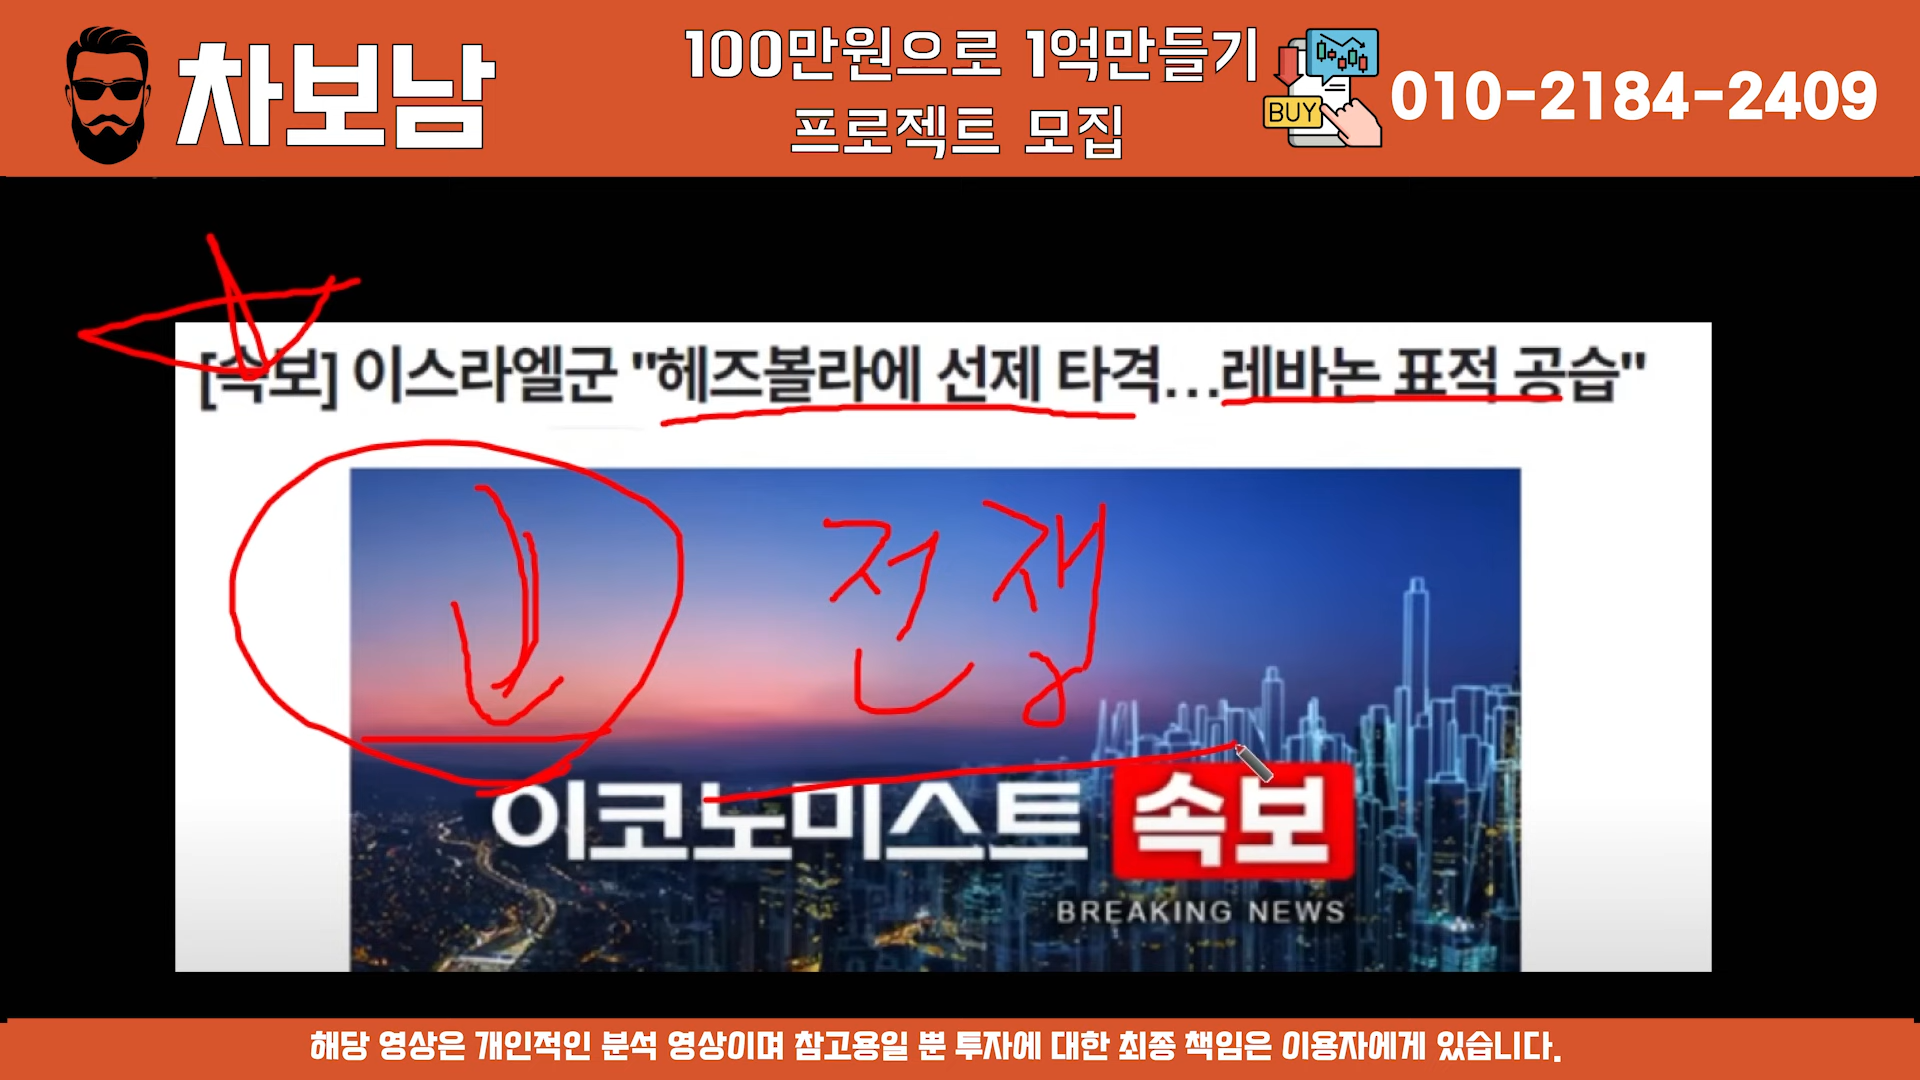 차보남
100만원으로 1억만들기
프로젝트 모집
BUY
010-2184-2409
[속보] 이스라엘군 "헤즈볼라에 선제 타격…레바논 표적 공습"
전쟁
이코노미스트 속보
BREAKING NEWS
해당 영상은 개인적인 분석 영상이며 참고용일 뿐 투자에 대한 최종 책임은 이용자에게 있습니다.